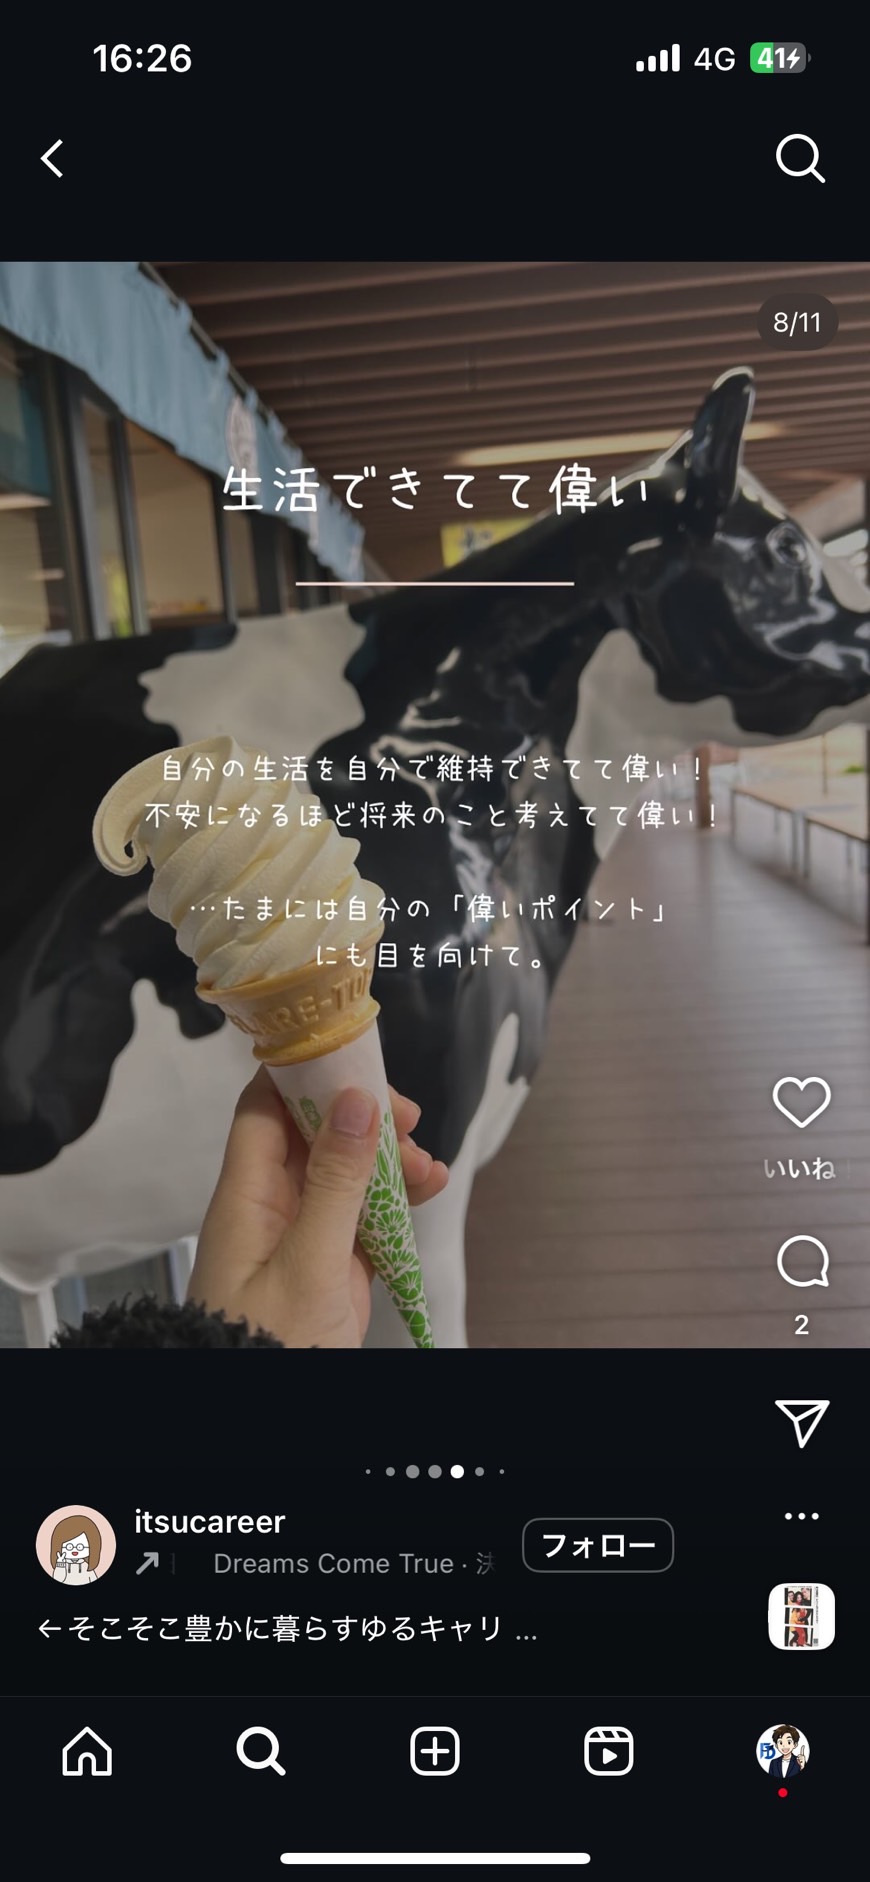 16:26
4G
41
8/11
生活できてて偉い
自分の生活を自分で維持できてて偉い！
不安になるほど将来のこと考えてて偉い！
…たまには自分の「偉いポイント」
にも目を向けて。
いいね
2
itsucareer
フォロー
Dreams Come True・決
←そこそこ豊かに暮らすゆるキャリ ...